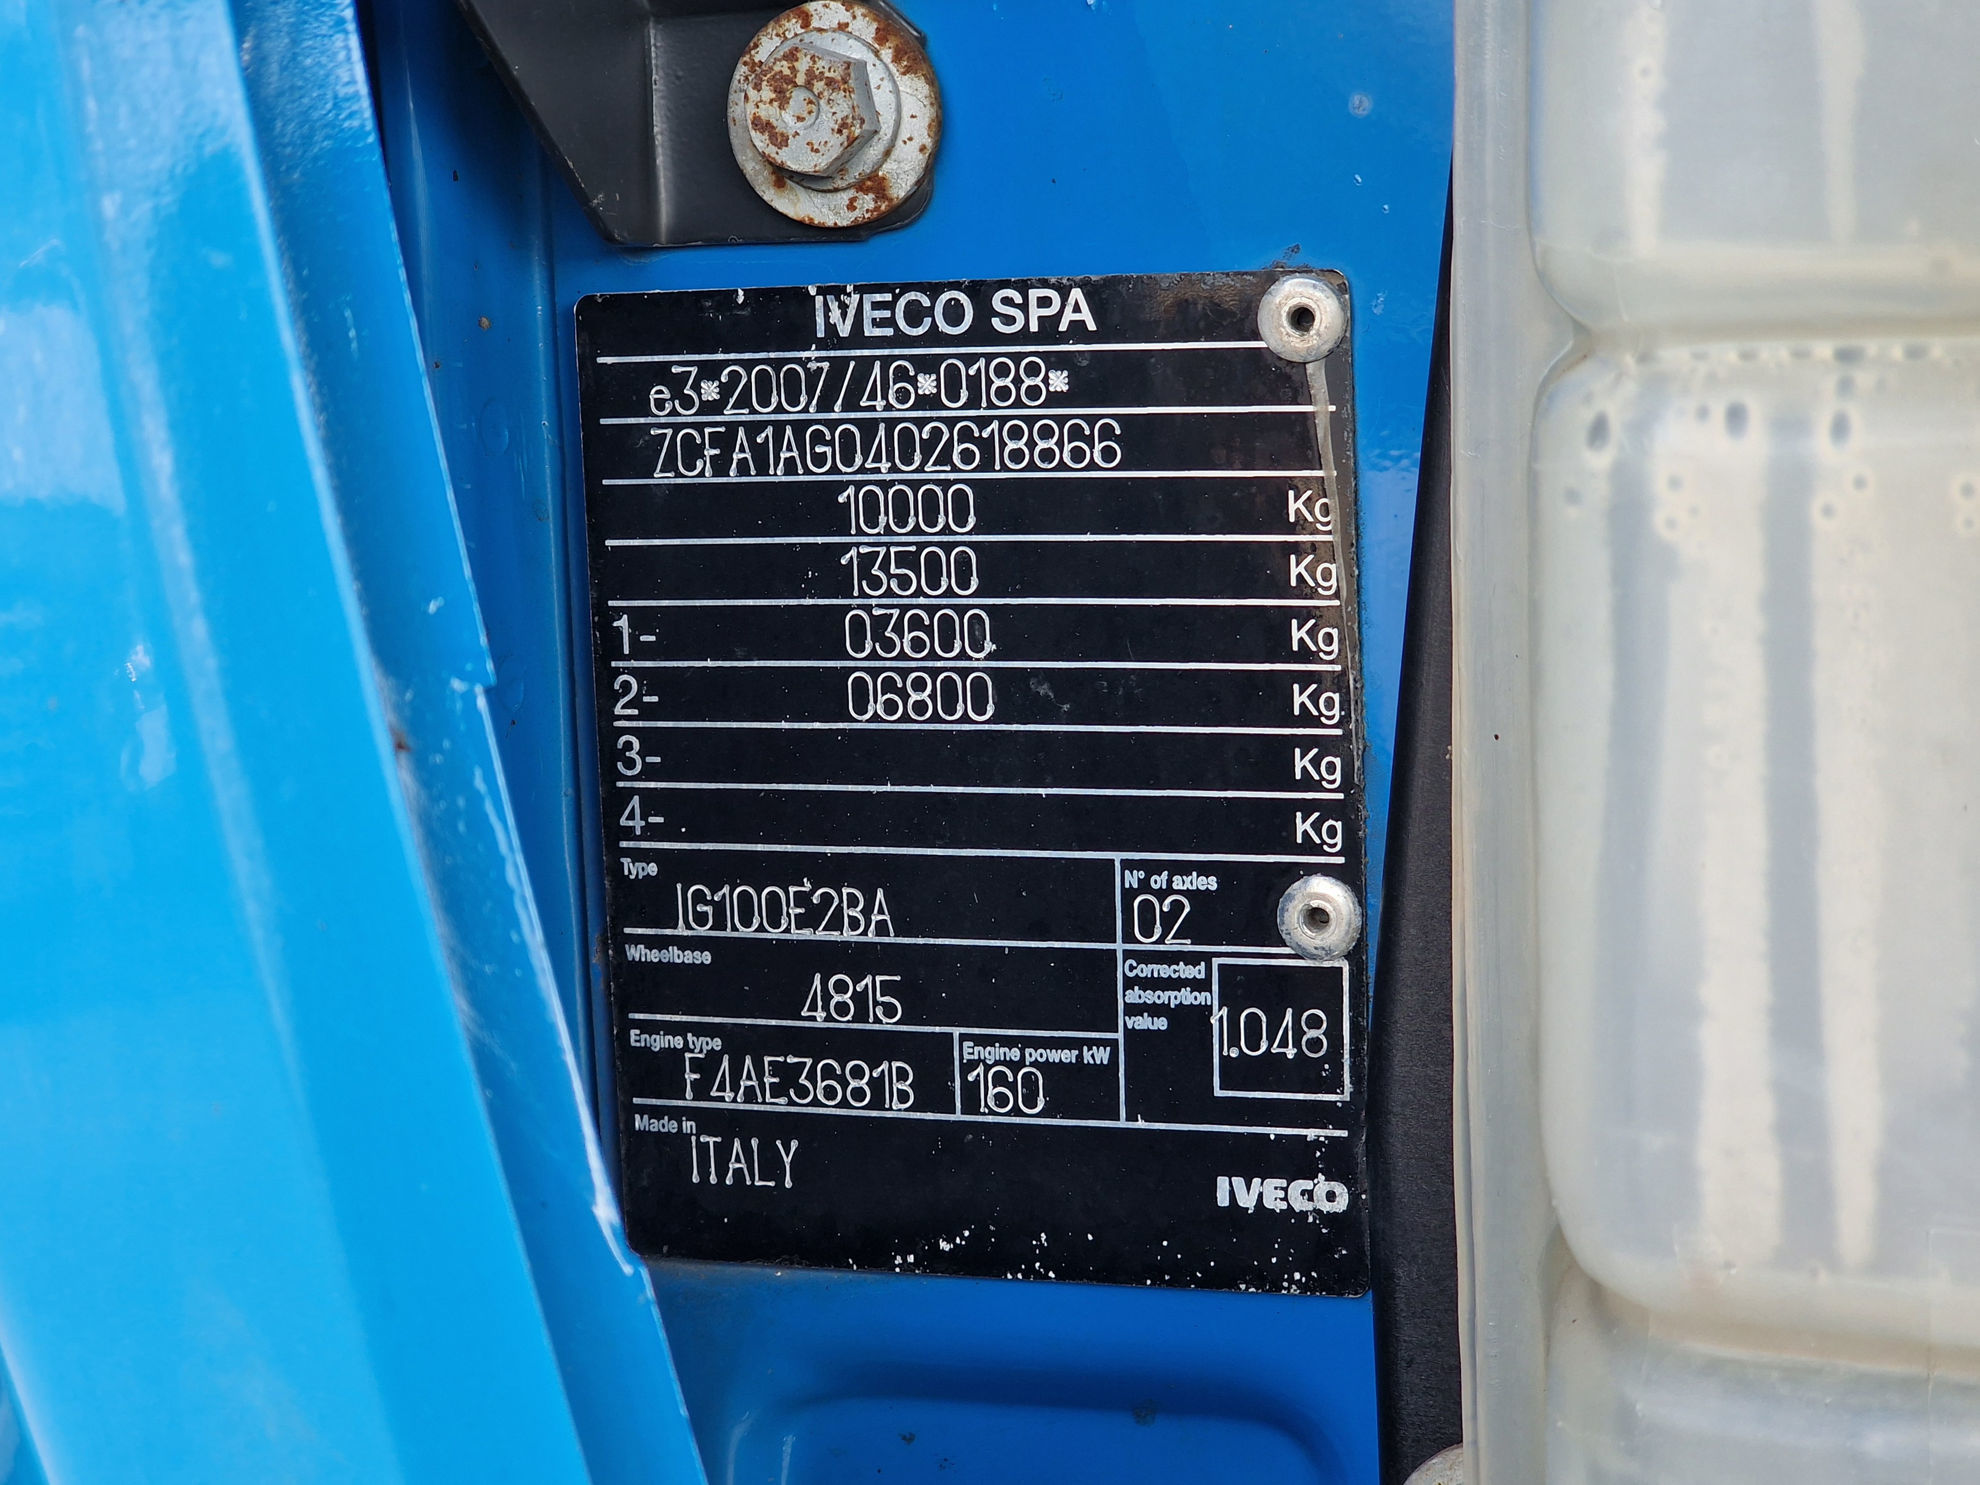 IVECO SPA
e3*2007/46*0188*
ZCFA1AG0402618866
10000 Kg
13500 Kg
1- 03600 Kg
2- 06800 Kg
3- Kg
4- Kg
Type
IG100E2BA
N° of axles
02
Wheelbase
4815
Corrected
absorption
value
1.048
Engine type
F4AE3681B
Engine power kW
160
Made in
ITALY
IVECO